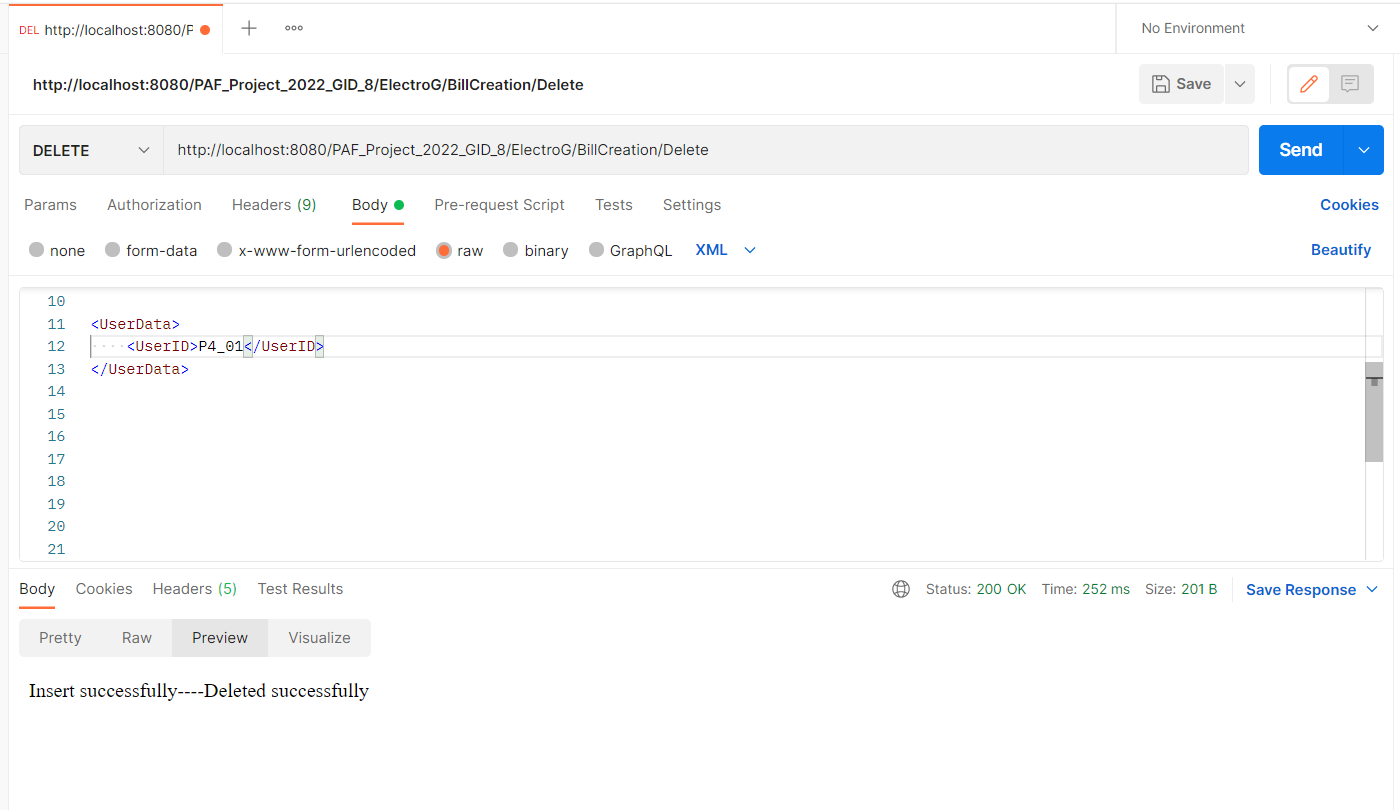 DEL http://localhost:8080/P
No Environment
http://localhost:8080/PAF_Project_2022_GID_8/ElectroG/BillCreation/Delete
Save
DELETE http://localhost:8080/PAF_Project_2022_GID_8/ElectroG/BillCreation/Delete Send
Params Authorization Headers (9) Body Pre-request Script Tests Settings Cookies
none form-data x-www-form-urlencoded raw binary GraphQL XML Beautify
10
11 <UserData>
12 <UserID>P4_01</UserID>
13 </UserData>
14
15
16
17
18
19
20
21
Body Cookies Headers (5) Test Results Status: 200 OK Time: 252 ms Size: 201 B Save Response
Pretty Raw Preview Visualize
Insert successfully----Deleted successfully